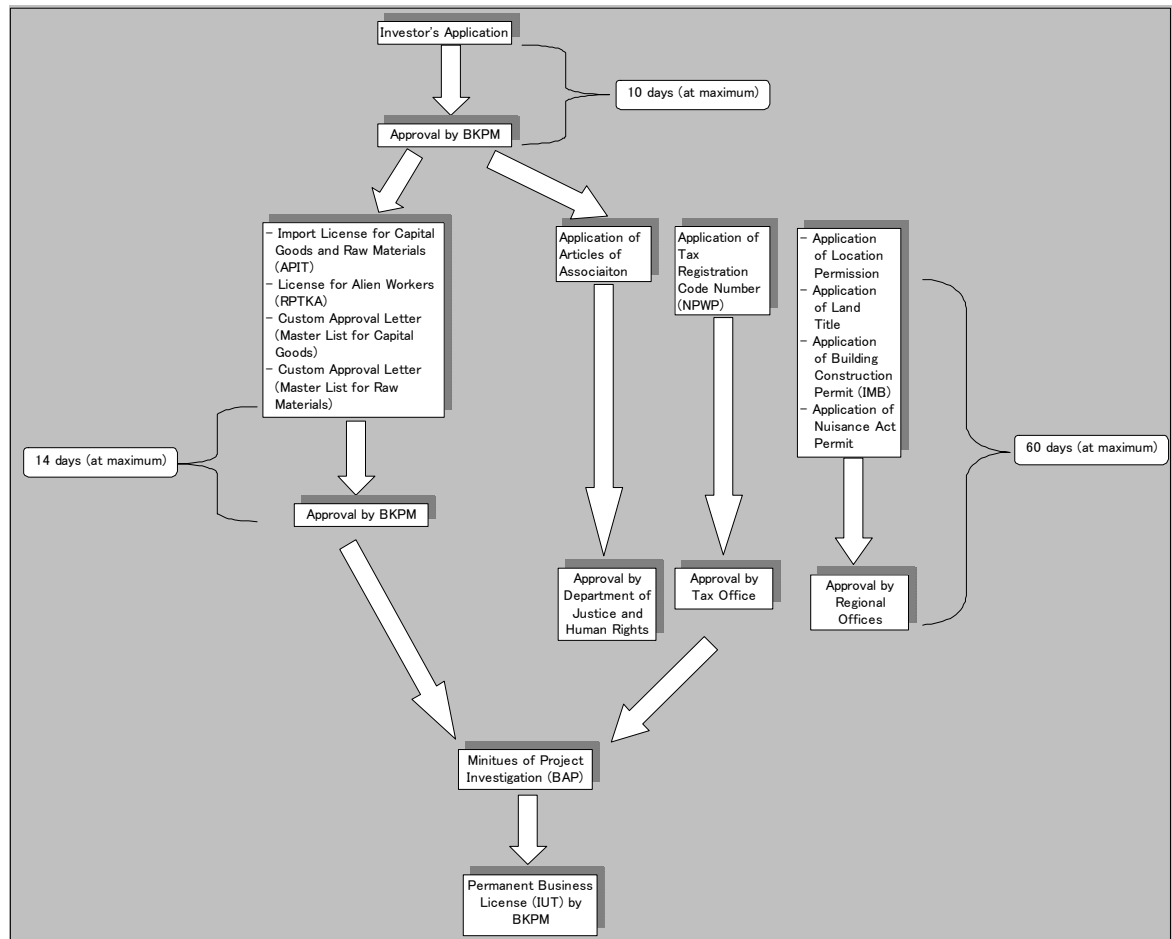 Investor's Application
10 days (at maximum)
Approval by BKPM
- Import License for Capital
Goods and Raw Materials
(APIT)
- License for Alien Workers
(RPTKA)
- Custom Approval Letter
(Master List for Capital
Goods)
- Custom Approval Letter
(Master List for Raw
Materials)
Application of
Articles of
Associaiton
Application of
Tax
Registration
Code Number
(NPWP)
- Application
of Location
Permission
- Application
of Land
Title
- Application
of Building
Construction
Permit (IMB)
- Application of
Nuisance Act
Permit
14 days (at maximum)
60 days (at maximum)
Approval by BKPM
Approval by
Department of
Justice and
Human Rights
Approval by
Tax Office
Approval by
Regional
Offices
Minitues of Project
Investigation (BAP)
Permanent Business
License (IUT) by
BKPM